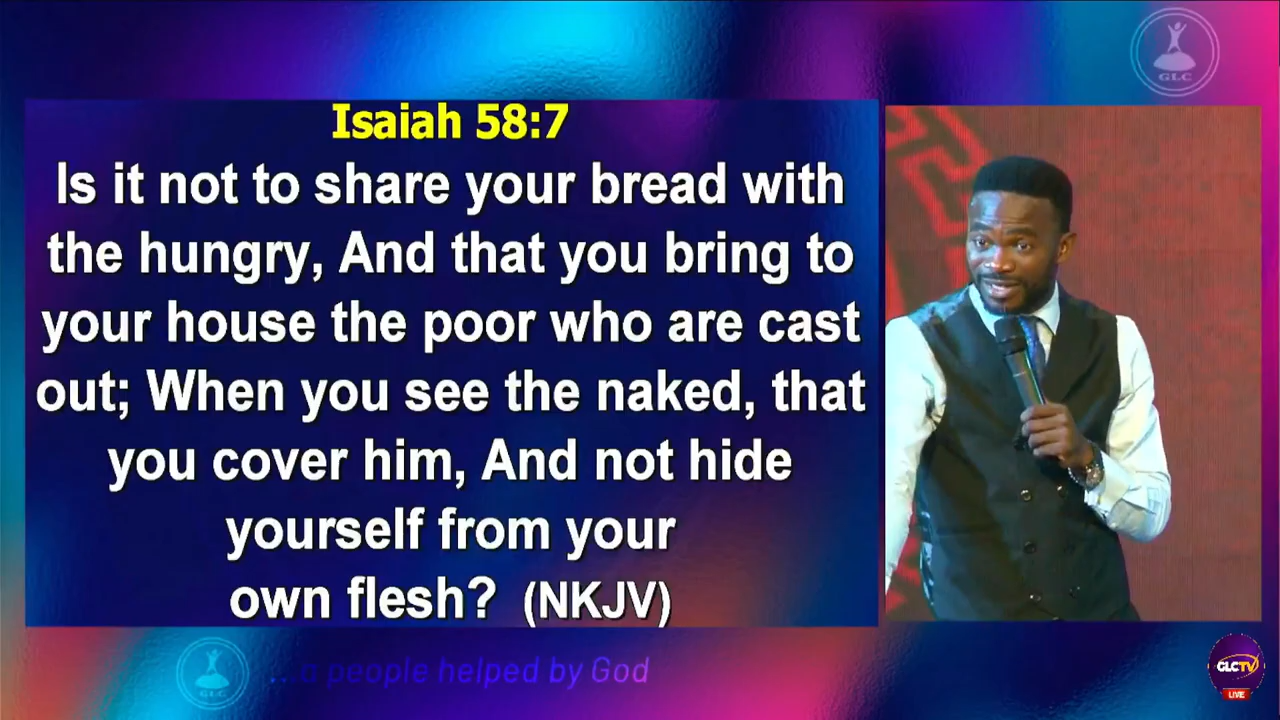 GLC
Isaiah 58:7
Is it not to share your bread with
the hungry, And that you bring to
your house the poor who are cast
out; When you see the naked, that
you cover him, And not hide
yourself from your
own flesh? (NKJV)
GLC
...a people helped by God
GLCTV
LIVE